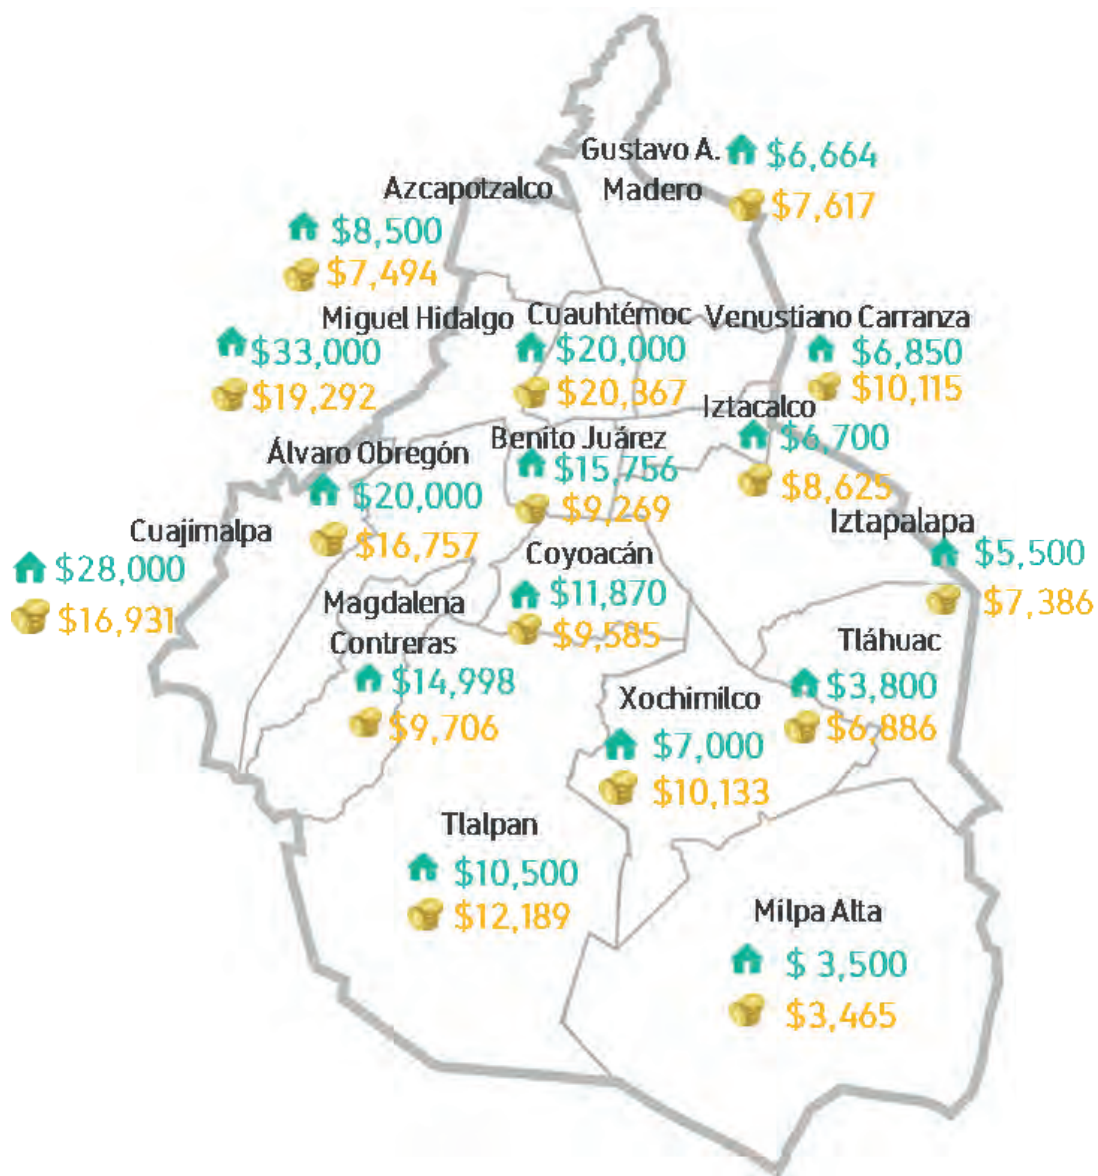 Gustavo A. $6,664
Madero
$7,617
Azcapotzalco
$8,500
$7,494
Miguel Hidalgo
$33,000
$19,292
Cuauhtémoc
$20,000
$20,367
Venustiano Carranza
$6,850
$10,115
Iztacalco
$6,700
$8,625
Benito Juárez
$15,756
$9,269
Álvaro Obregón
$20,000
$16,757
Cuajimalpa
$28,000
$16,931
Iztapalapa
$5,500
$7,386
Coyoacán
$11,870
$9,585
Magdalena
Contreras
$14,998
$9,706
Tláhuac
$3,800
$6,886
Xochimilco
$7,000
$10,133
Tlalpan
$10,500
$12,189
Milpa Alta
$ 3,500
$3,465